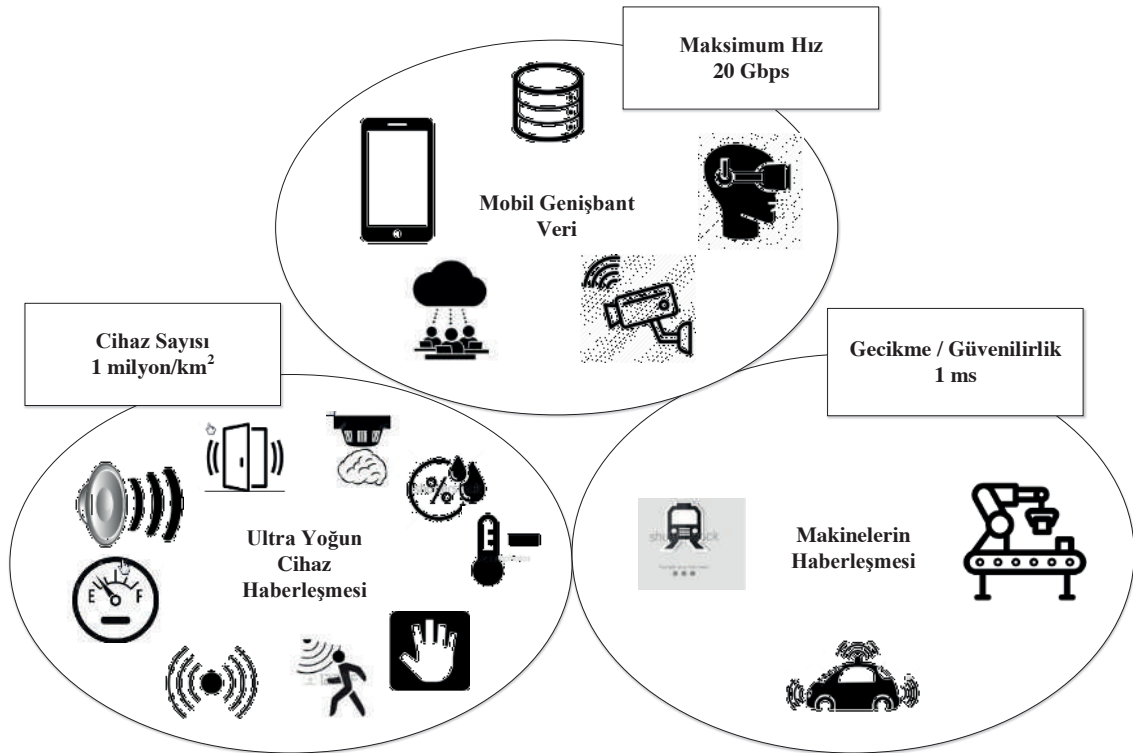 Maksimum Hız
20 Gbps
Mobil Genişbant
Veri
Cihaz Sayısı
1 milyon/km²
Gecikme / Güvenilirlik
1 ms
Ultra Yoğun
Cihaz
Haberleşmesi
E F
%
Makinelerin
Haberleşmesi